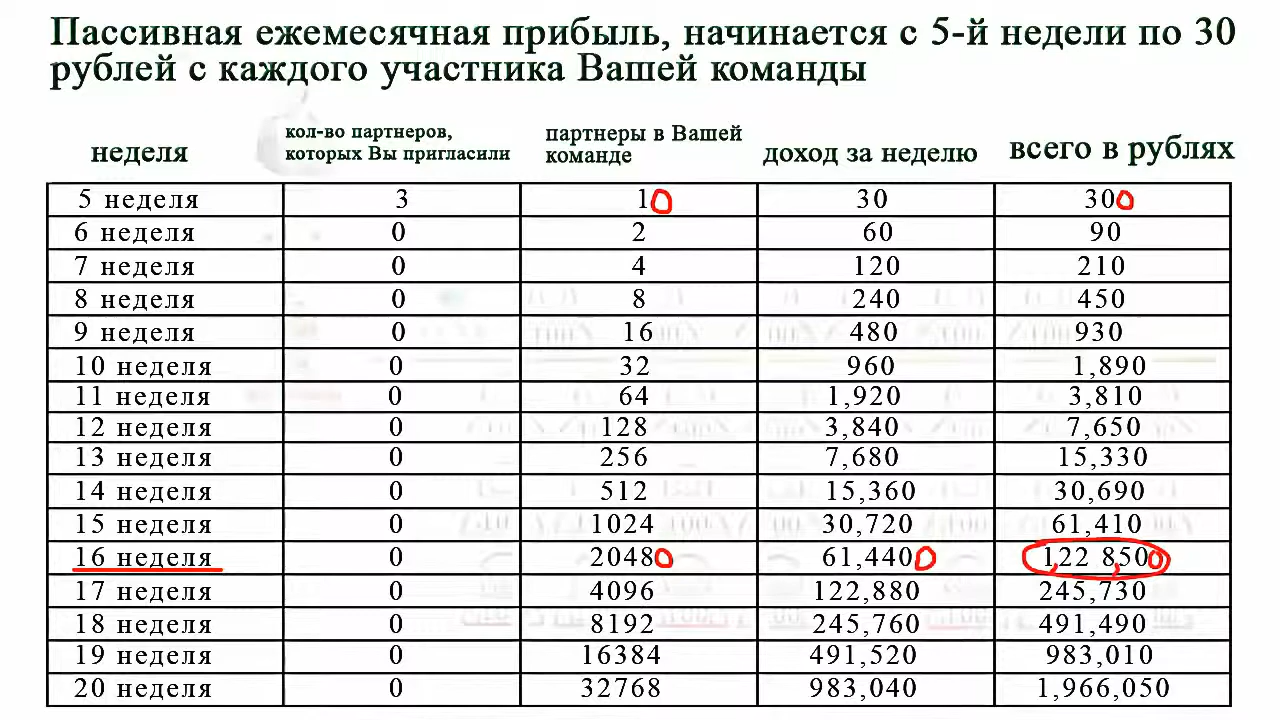 Пассивная ежемесячная прибыль, начинается с 5-й недели по 30
рублей с каждого участника Вашей команды
неделя кол-во партнеров, которых Вы пригласили партнеры в Вашей команде доход за неделю всего в рублях
5 неделя 3 10 30 300
6 неделя 0 2 60 90
7 неделя 0 4 120 210
8 неделя 0 8 240 450
9 неделя 0 16 480 930
10 неделя 0 32 960 1,890
11 неделя 0 64 1,920 3,810
12 неделя 0 128 3,840 7,650
13 неделя 0 256 7,680 15,330
14 неделя 0 512 15,360 30,690
15 неделя 0 1024 30,720 61,410
16 неделя 0 20480 61,4400 1,22 8,500
17 неделя 0 4096 122,880 245,730
18 неделя 0 8192 245,760 491,490
19 неделя 0 16384 491,520 983,010
20 неделя 0 32768 983,040 1,966,050